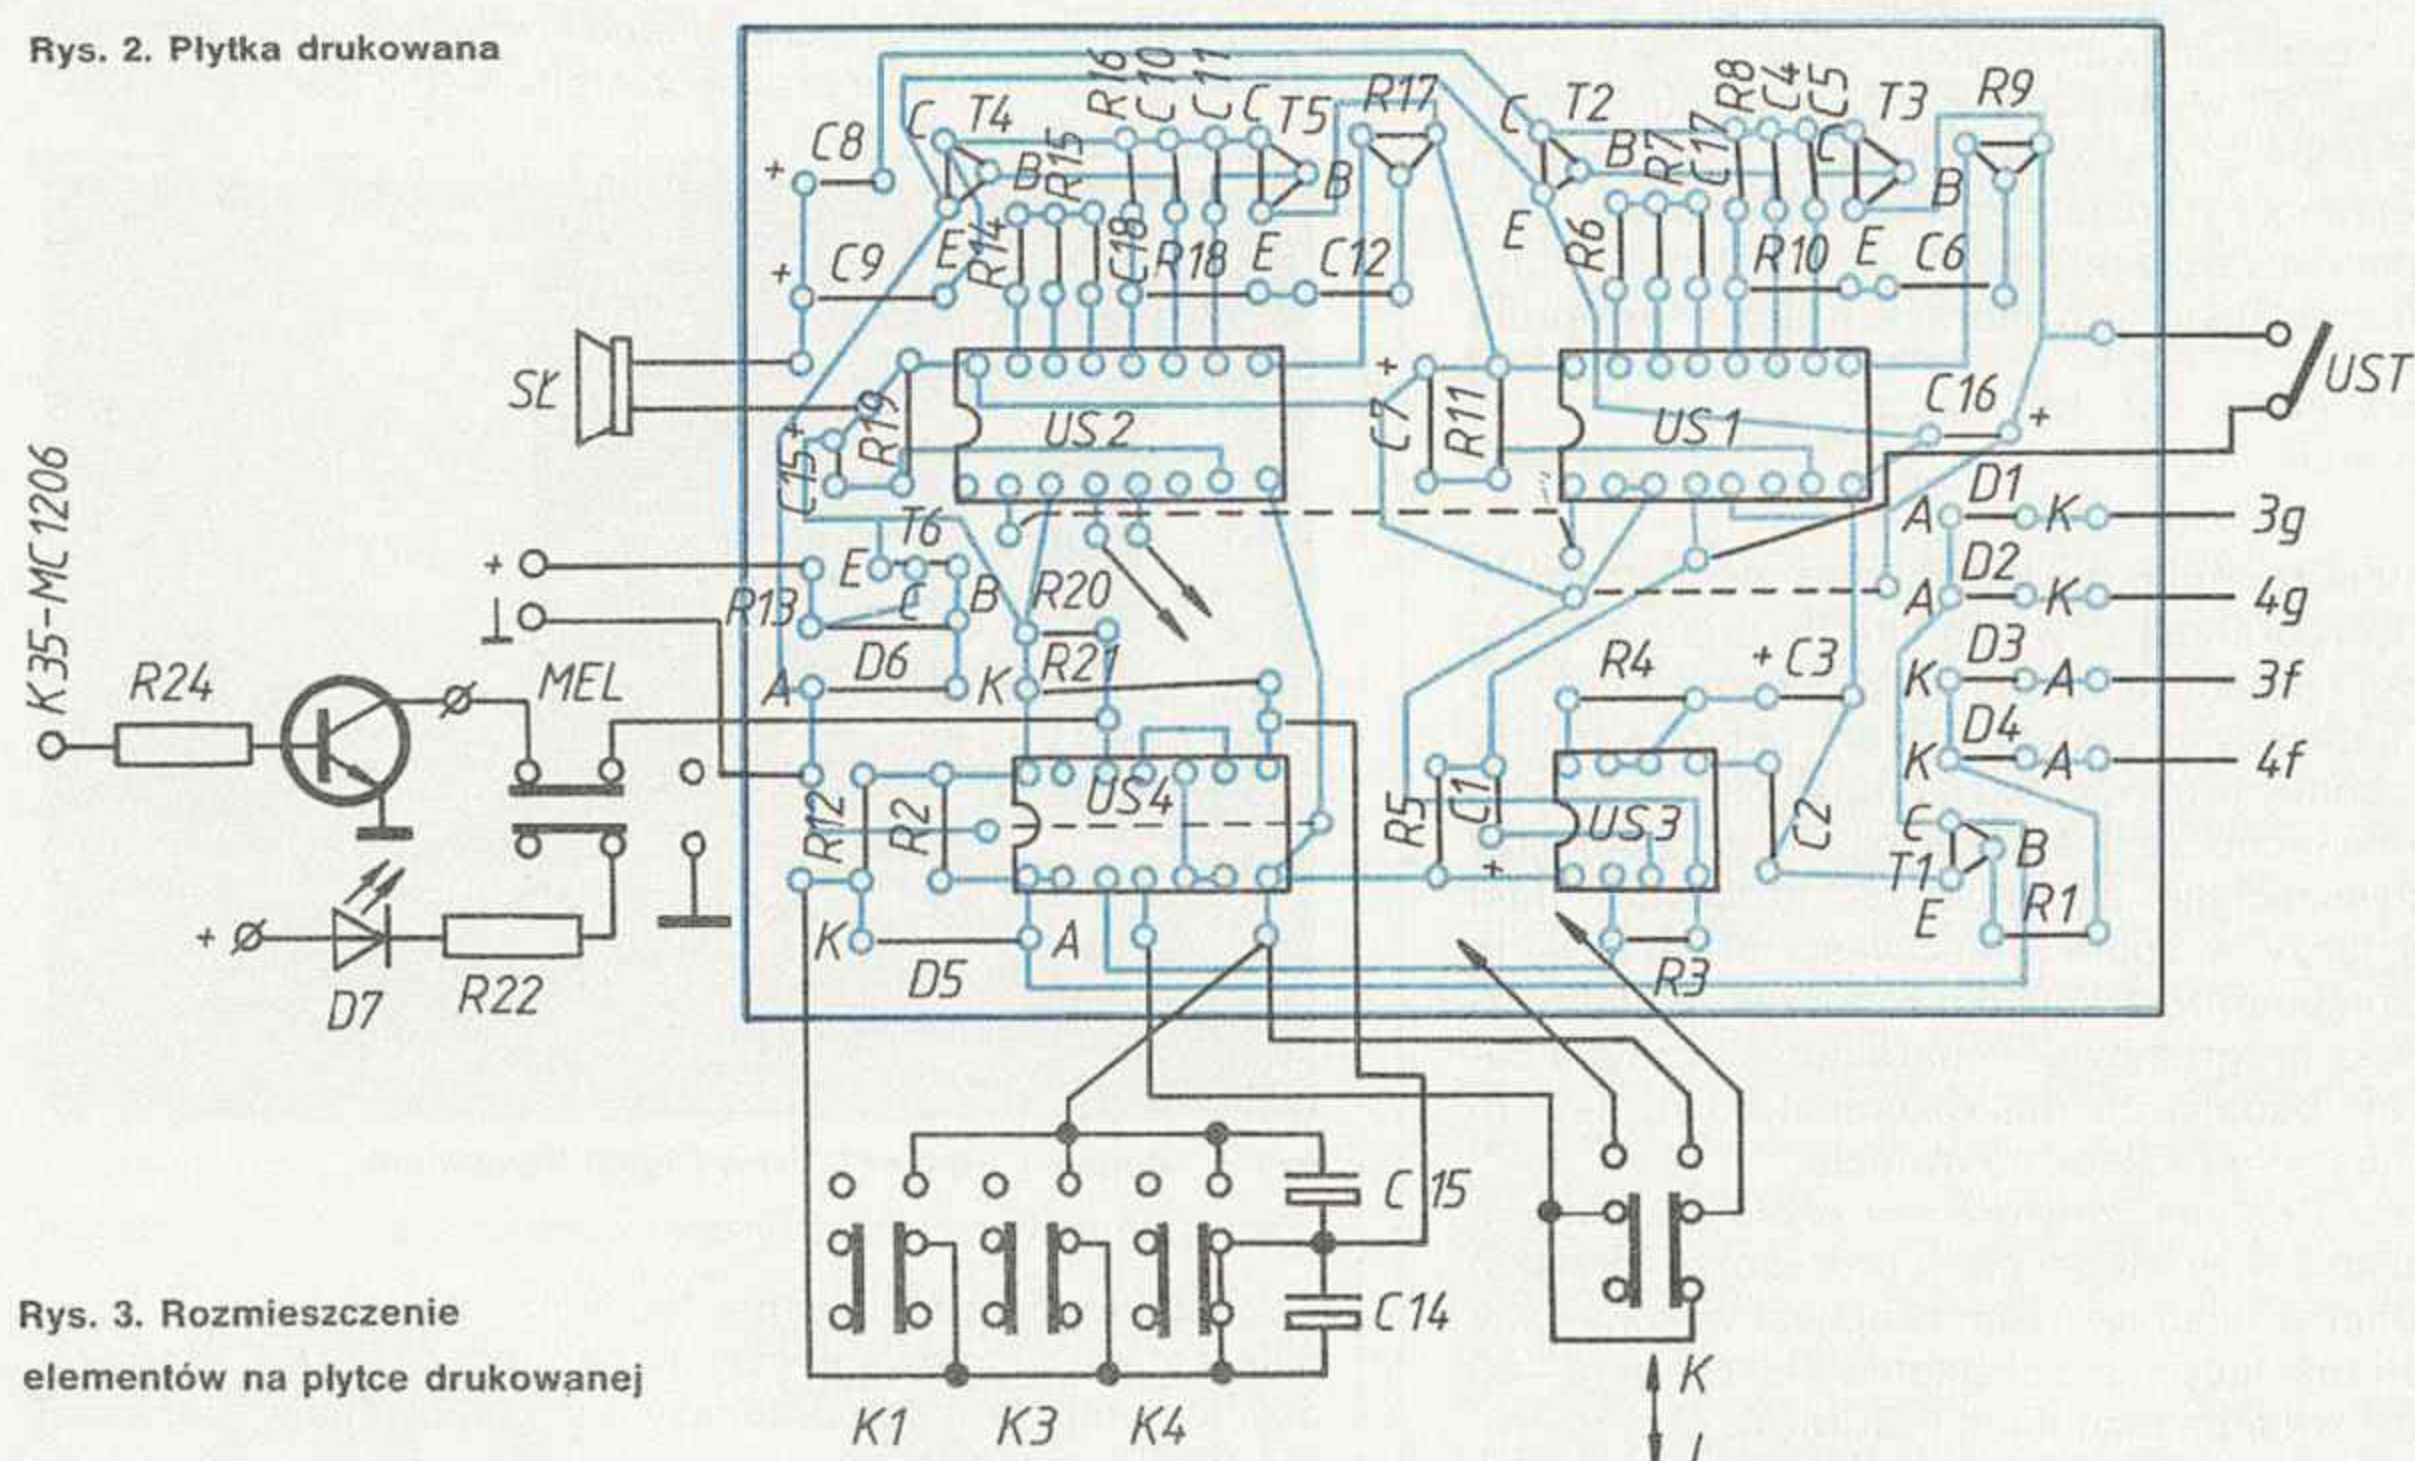 Rys. 2. Płytka drukowana
R16
C10
C11
R17
R8
C4
C5
R9
C8
C
T4
C
T5
C
T2
C
T3
+
B
R15
B
B
R7
C17
B
C9
E
R14
C18
R18
E
C12
E
R6
R10
E
C6
+
SŁ
+
UST
C15
R19
US2
C7
R11
US1
C16
+
K35-MC1206
D1
A
K
3g
+
E
T6
C
B
D2
A
K
4g
⊥
R13
R20
R24
MEL
A
D6
K
R21
R4
+
C3
D3
K
A
3f
D4
K
A
4f
R12
R2
US4
R5
C1
US3
C2
C
B
T1
E
R1
+
+
D7
R22
K
D5
A
R3
C15
C14
Rys. 3. Rozmieszczenie
elementów na płytce drukowanej
K1
K3
K4
K